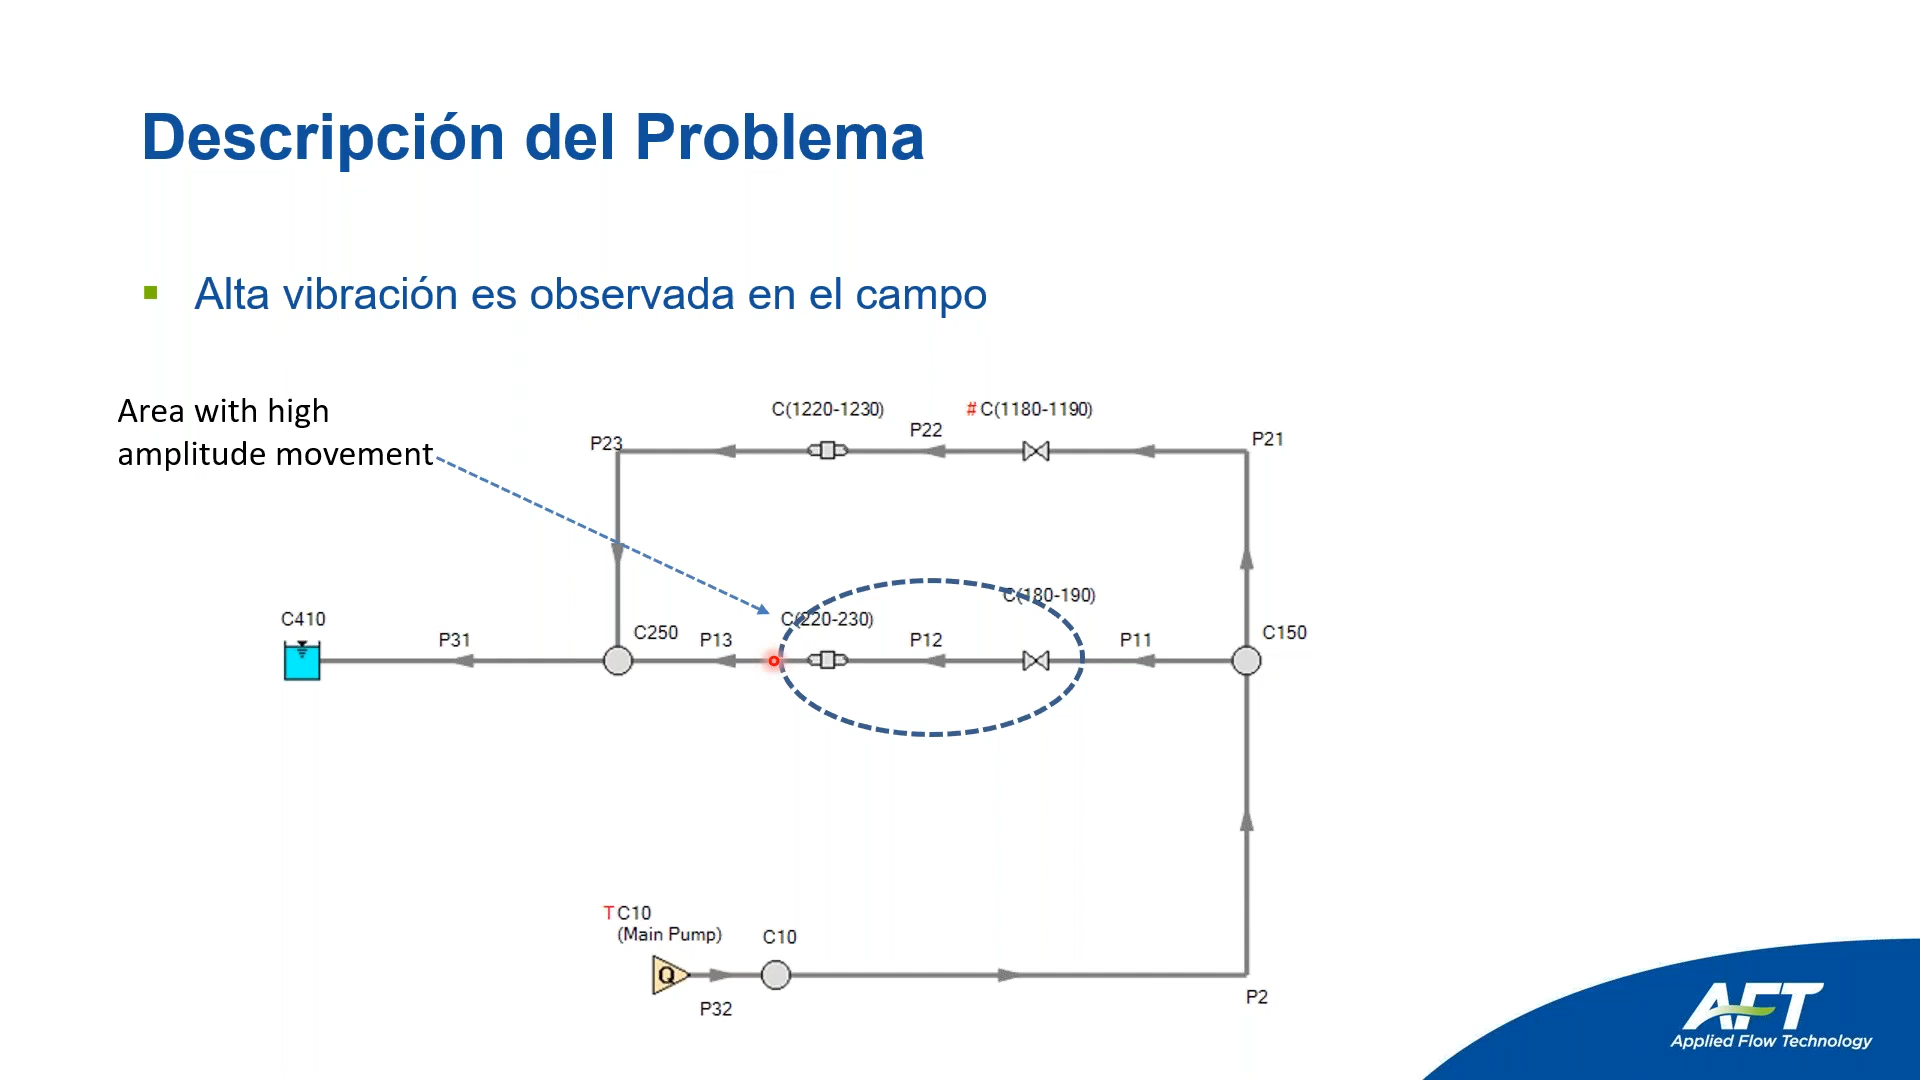 Descripción del Problema
Alta vibración es observada en el campo
Area with high
amplitude movement
C(1220-1230)
# C(1180-1190)
P23
P22
P21
C(180-190)
C410
C(220-230)
P31
C250
P13
P12
P11
C150
T C10
(Main Pump)
C10
Q
P32
P2
AFT
Applied Flow Technology